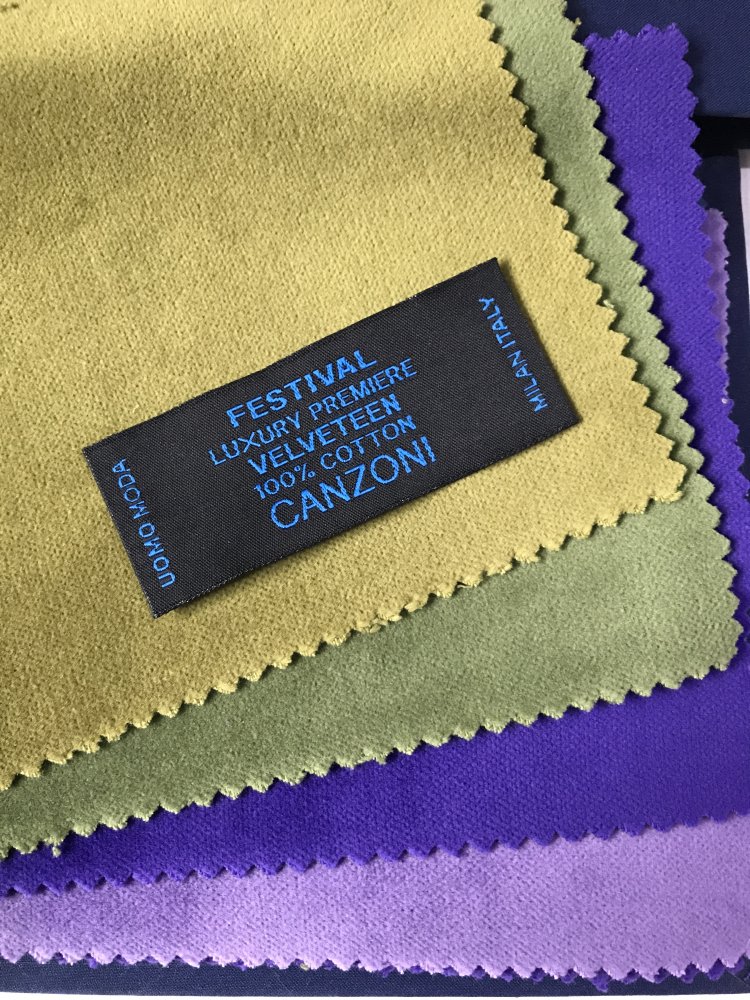 UOMO MODA
FESTIVAL
LUXURY PREMIERE
VELVETEEN
100% COTTON
CANZONI
MILAN ITALY